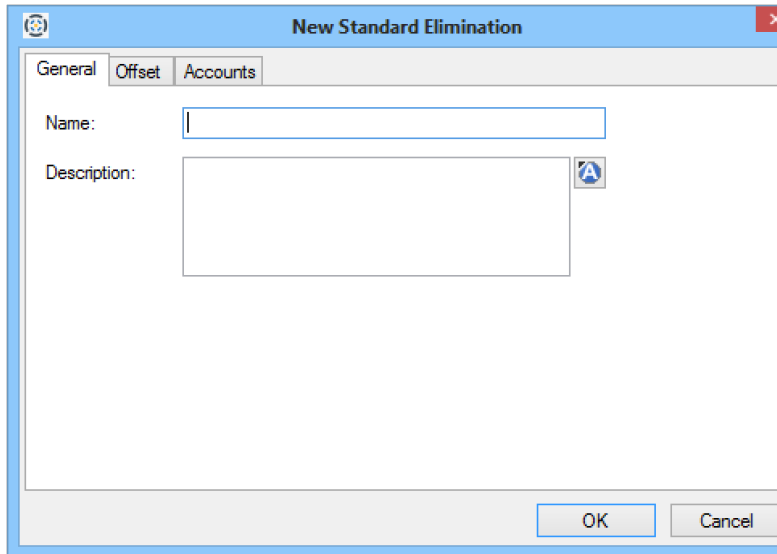 New Standard Elimination
General Offset Accounts
Name:
Description:
OK Cancel